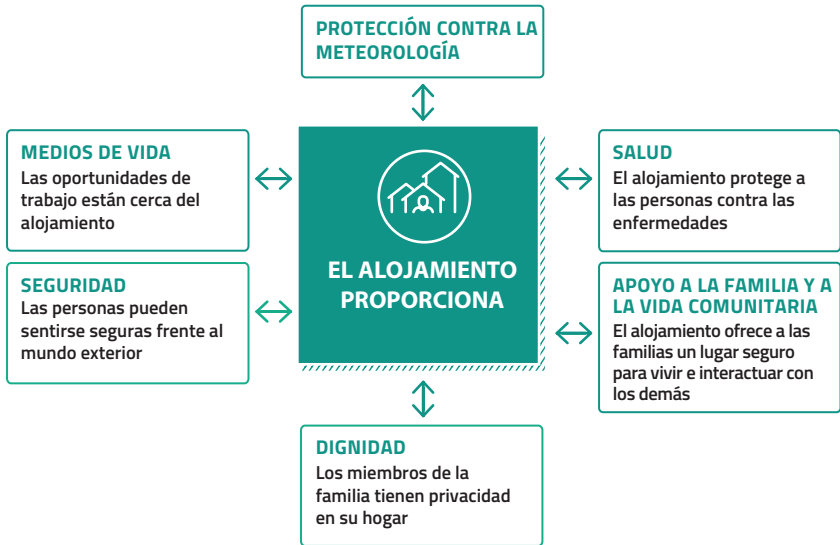 PROTECCIÓN CONTRA LA
METEOROLOGÍA
MEDIOS DE VIDA
Las oportunidades de
trabajo están cerca del
alojamiento
SALUD
El alojamiento protege a
las personas contra las
enfermedades
EL ALOJAMIENTO
PROPORCIONA
SEGURIDAD
Las personas pueden
sentirse seguras frente al
mundo exterior
APOYO A LA FAMILIA Y A
LA VIDA COMUNITARIA
El alojamiento ofrece a las
familias un lugar seguro
para vivir e interactuar con
los demás
DIGNIDAD
Los miembros de la
familia tienen privacidad
en su hogar